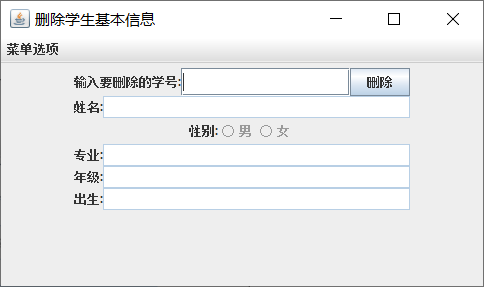 删除学生基本信息
菜单选项
输入要删除的学号: 删除
姓名:
性别: 男 女
专业:
年级:
出生: